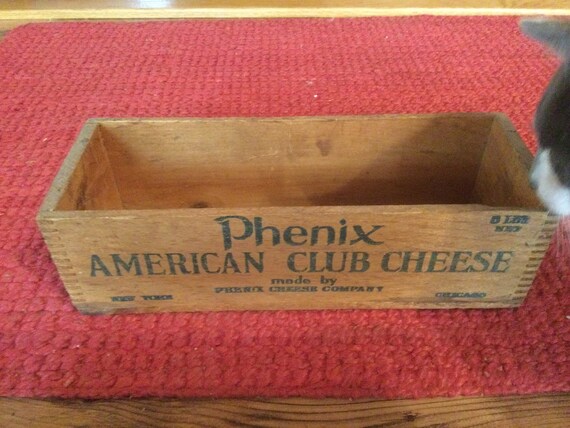 Phenix
5 LBS
NET
AMERICAN CLUB CHEESE
made by
PHENIX CHEESE COMPANY
NEW YORK
CHICAGO